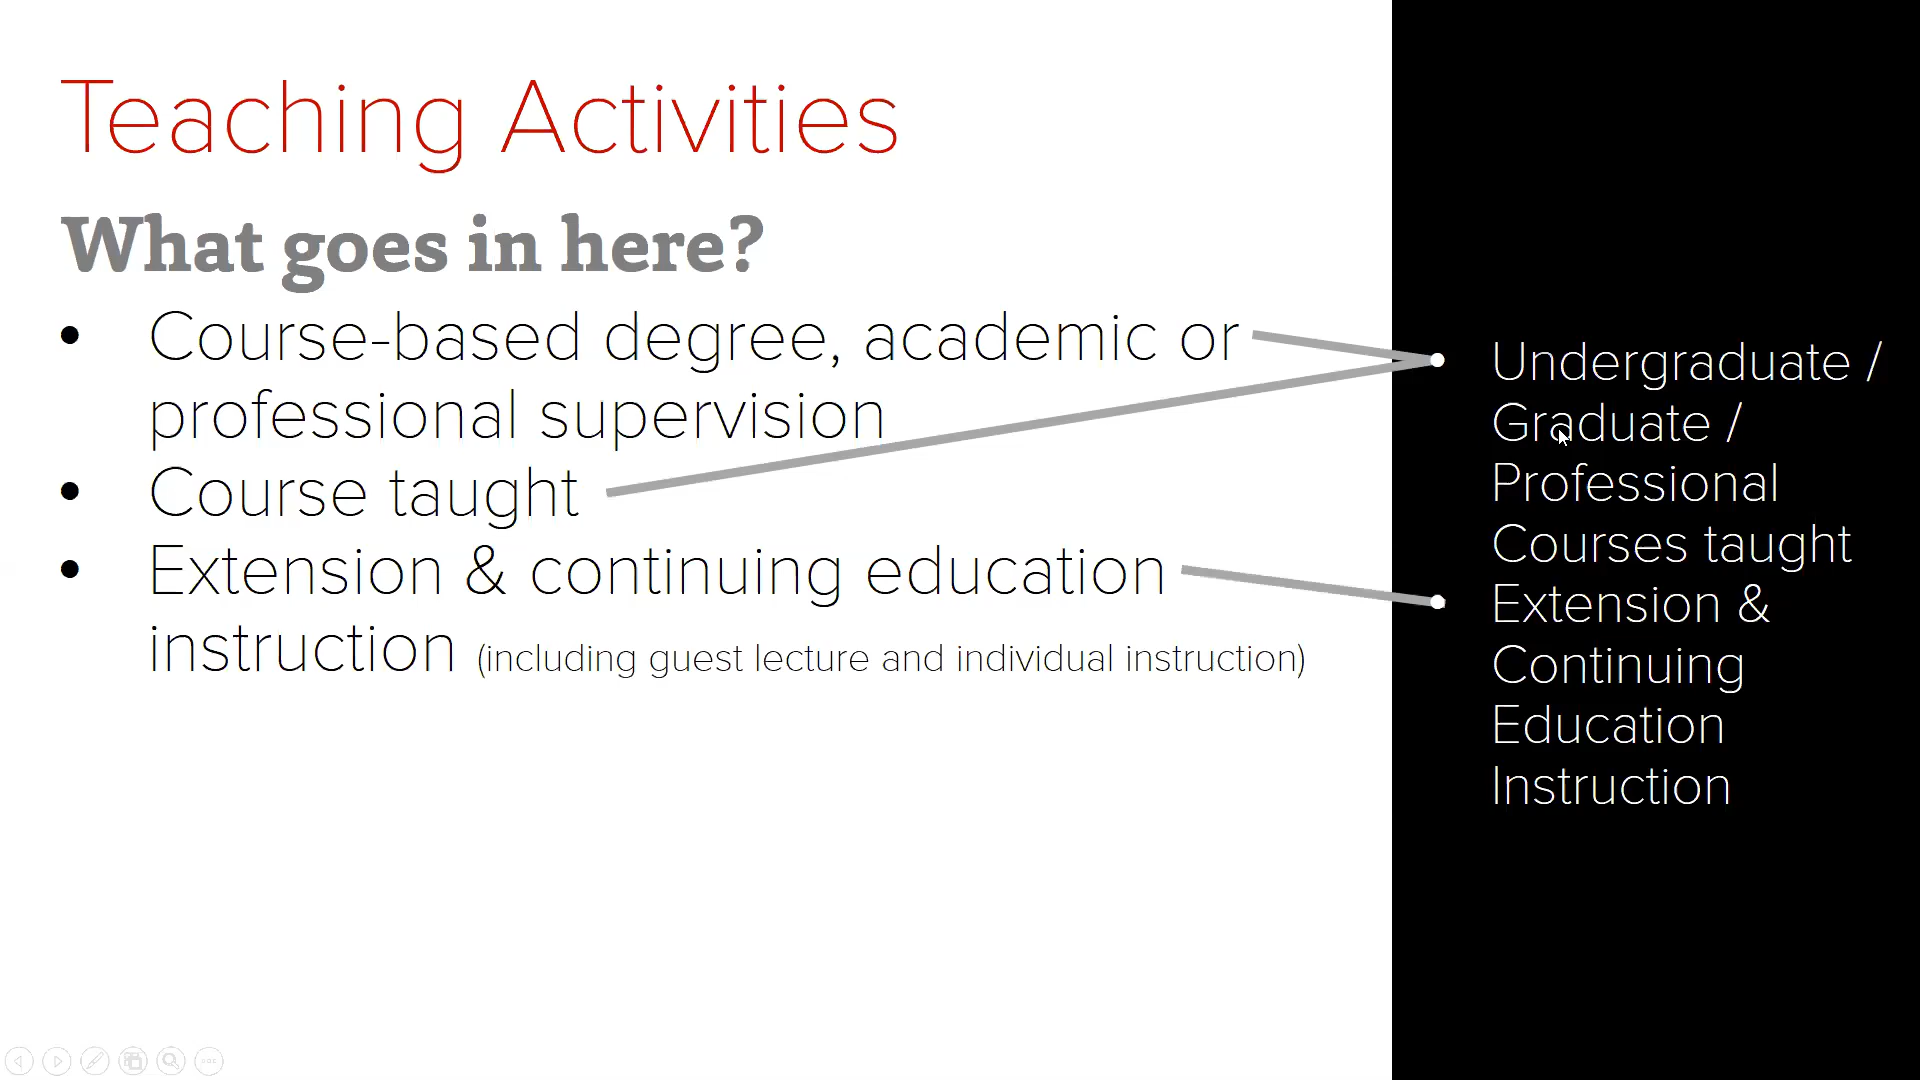 Teaching Activities
What goes in here?
• Course-based degree, academic or
professional supervision
• Course taught
• Extension & continuing education
instruction (including guest lecture and individual instruction)
• Undergraduate /
Graduate /
Professional
Courses taught
• Extension &
Continuing
Education
Instruction